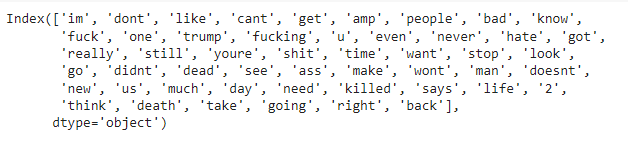 Index(['im', 'dont', 'like', 'cant', 'get', 'amp', 'people', 'bad', 'know',
'fuck', 'one', 'trump', 'fucking', 'u', 'even', 'never', 'hate', 'got',
'really', 'still', 'youre', 'shit', 'time', 'want', 'stop', 'look',
'go', 'didnt', 'dead', 'see', 'ass', 'make', 'wont', 'man', 'doesnt',
'new', 'us', 'much', 'day', 'need', 'killed', 'says', 'life', '2',
'think', 'death', 'take', 'going', 'right', 'back'],
dtype='object')